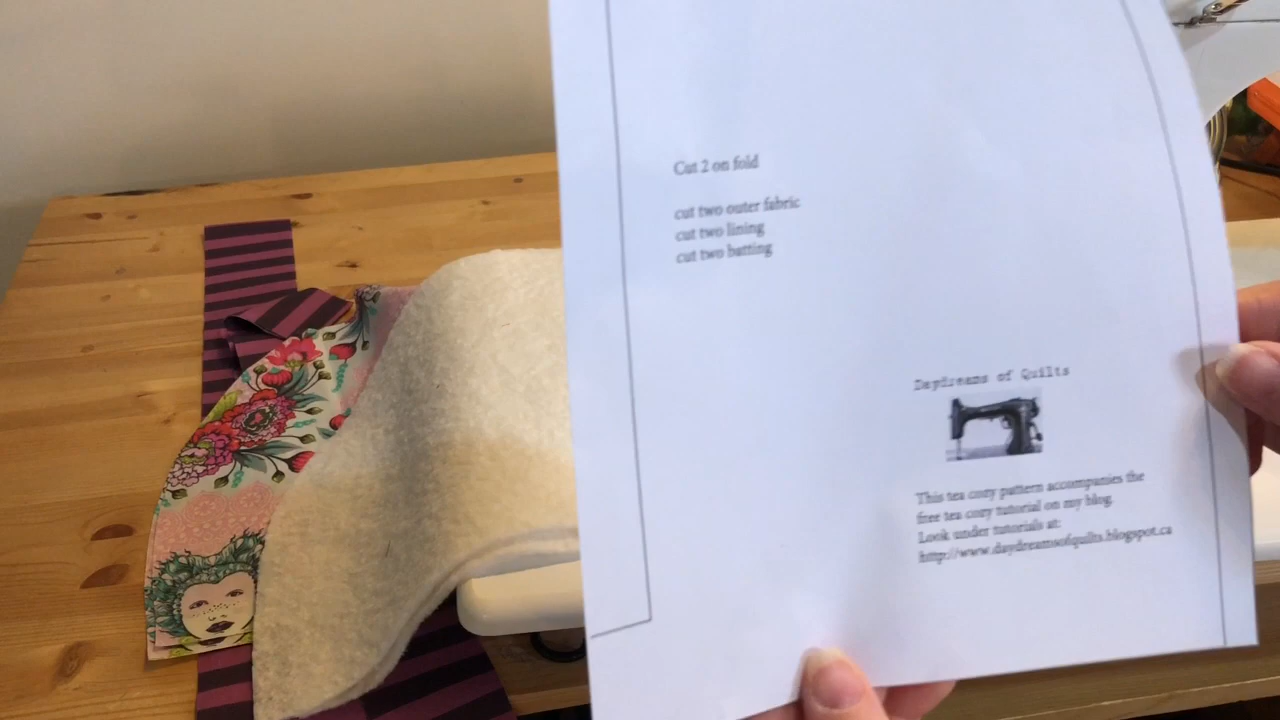 Cut 2 on fold
cut two outer fabric
cut two lining
cut two batting
Daydreams of Quilts
This tea cozy pattern accompanies the
free tea cozy tutorial on my blog.
Look under tutorials at:
http://www.daydreamsofquilts.blogspot.ca